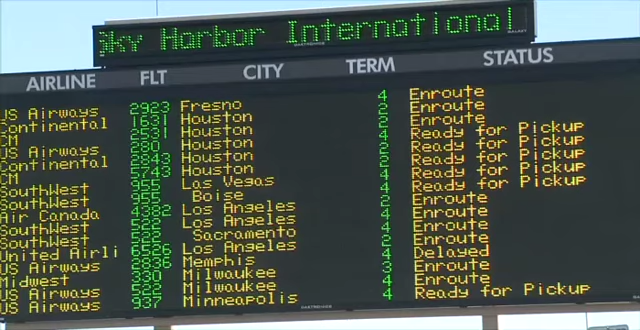 Sky Harbor International
AIRLINE FLT CITY TERM STATUS
US Airways 2923 Fresno 4 Enroute
Continental 1631 Houston 2 Enroute
CM 2531 Houston 2 Enroute
US Airways 280 Houston 4 Ready for Pickup
Continental 2843 Houston 2 Ready for Pickup
CM 5743 Houston 2 Ready for Pickup
SouthWest 955 Las Vegas 4 Ready for Pickup
SouthWest 955 Boise 4 Ready for Pickup
Air Canada 4382 Los Angeles 2 Enroute
SouthWest 522 Los Angeles 4 Enroute
SouthWest 525 Sacramento 4 Enroute
United Airli 6526 Los Angeles 2 Enroute
US Airways 2836 Memphis 4 Delayed
Midwest 330 Milwaukee 3 Enroute
US Airways 522 Milwaukee 4 Enroute
US Airways 937 Minneapolis 4 Ready for Pickup